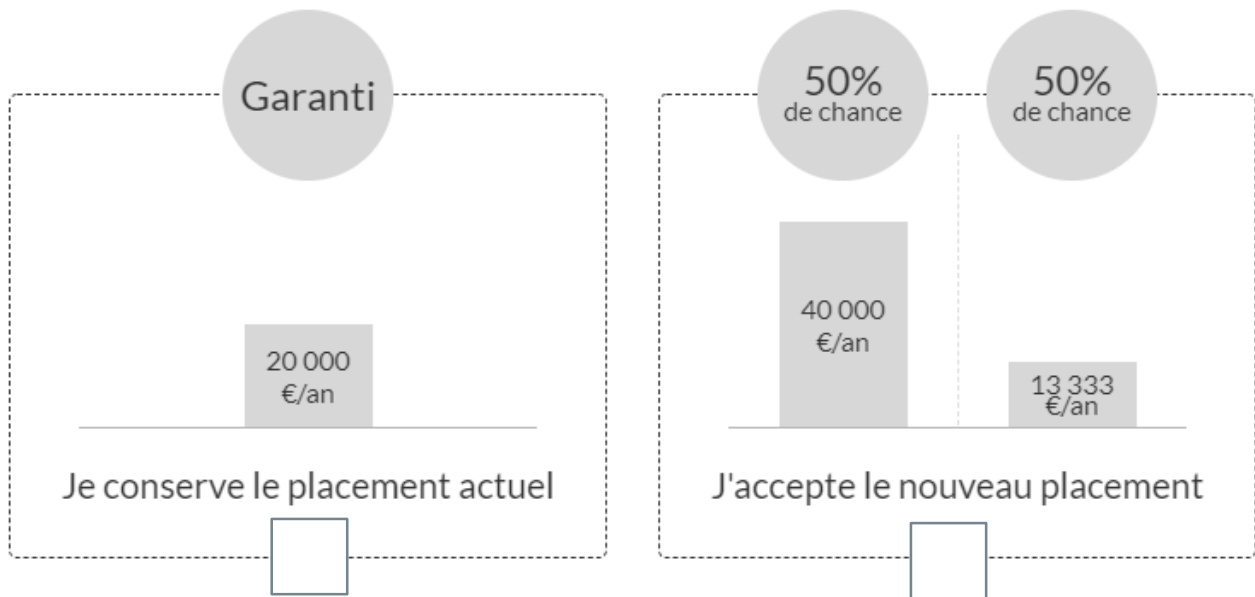 Garanti
20 000
€/an
Je conserve le placement actuel
50%
de chance
50%
de chance
40 000
€/an
13 333
€/an
J'accepte le nouveau placement